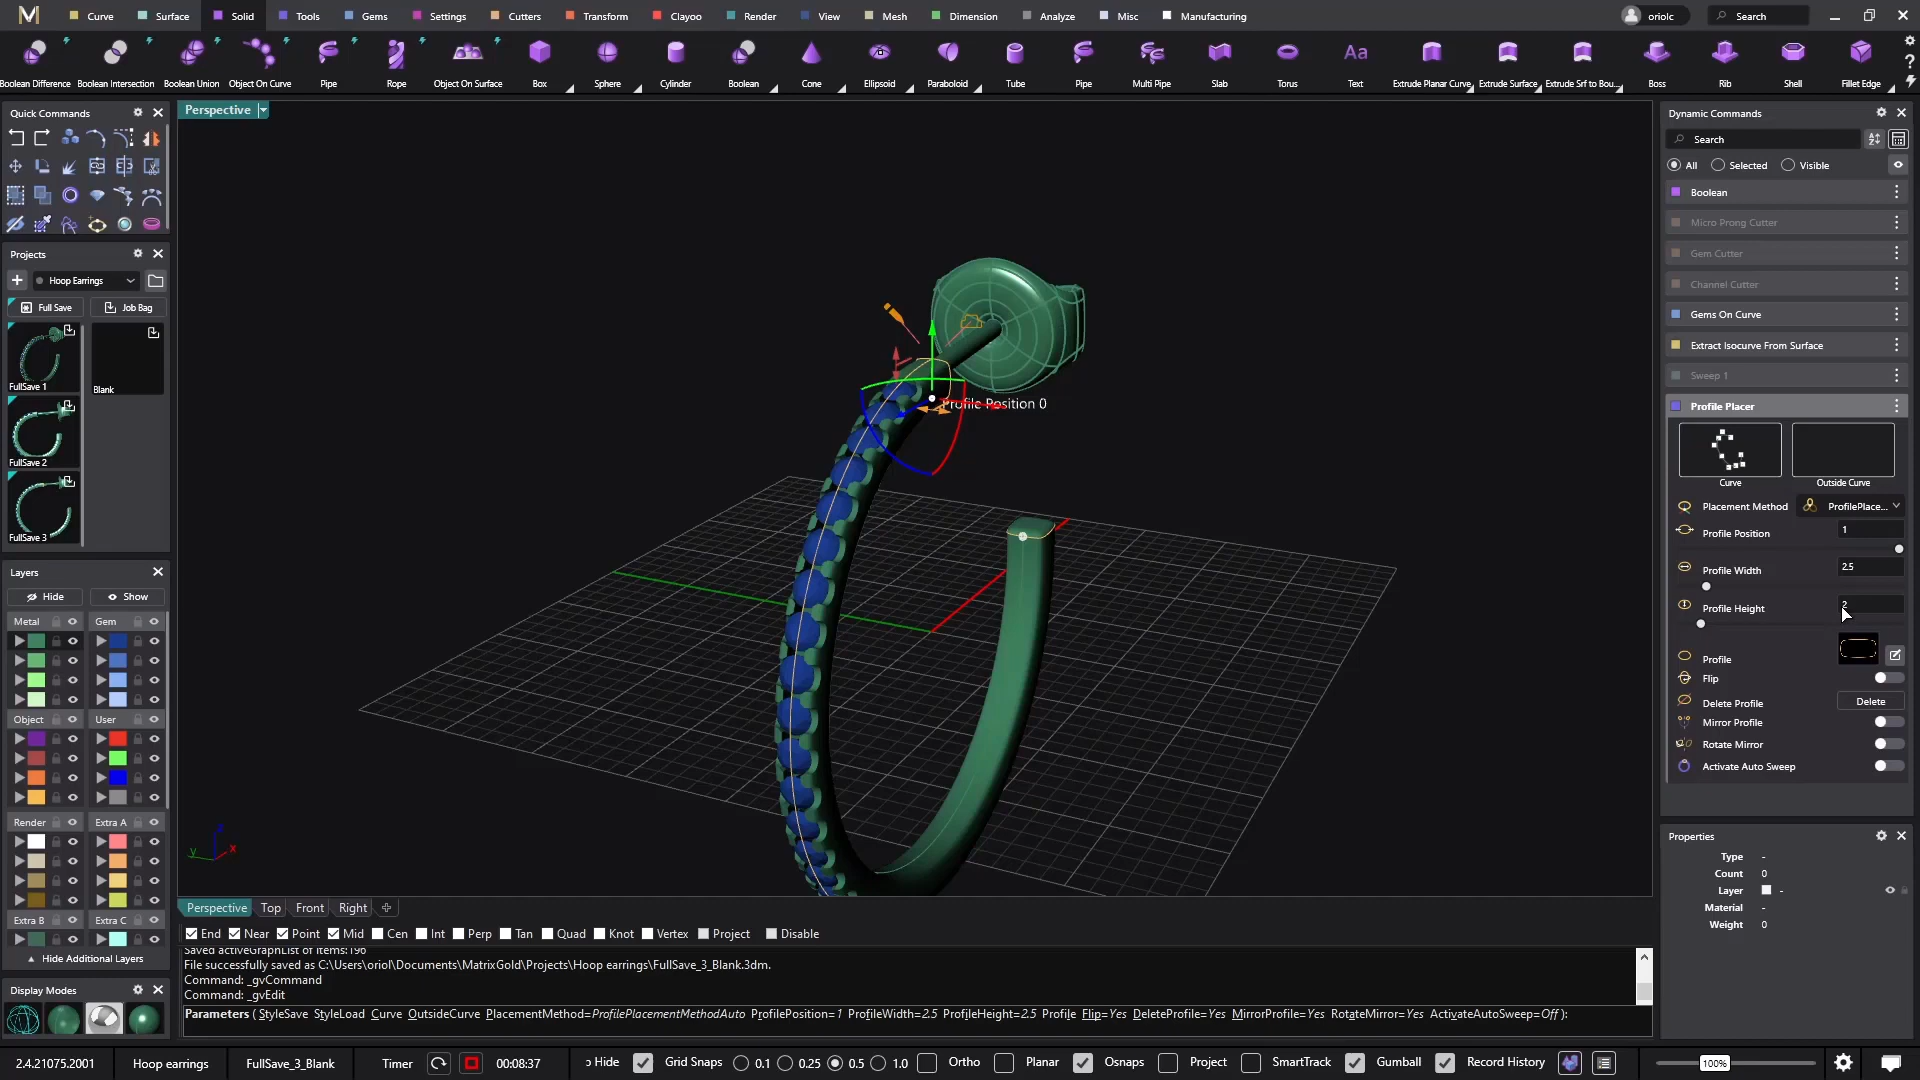 Curve Surface Solid Tools Gems Settings Cutters Transform Clayoo Render View Mesh Dimension Analyze Misc Manufacturing oriolc Search
Boolean Difference Boolean Intersection Boolean Union Object On Curve Pipe Rope Object On Surface Box Sphere Cylinder Boolean Cone Ellipsoid Paraboloid Tube Pipe Multi Pipe Slab Torus Text Extrude Planar Curve Extrude Surface Extrude Srf to Bou... Boss Rib Shell Fillet Edge
Quick Commands
Projects
Hoop Earrings
Full Save Job Bag
FullSave 1
Blank
FullSave 2
FullSave 3
Layers
Hide Show
Metal Gem
Object User
Render Extra A
Extra B Extra C
Hide Additional Layers
Display Modes
Perspective
Profile Position 0
z
y x
Perspective Top Front Right
End Near Point Mid Cen Int Perp Tan Quad Knot Vertex Project Disable
Saved activeGraphList of items:196
File successfully saved as C:\Users\oriol\Documents\MatrixGold\Projects\Hoop earrings\FullSave_3_Blank.3dm.
Command: _gvCommand
Command: _gvEdit
Parameters ( StyleSave StyleLoad Curve OutsideCurve PlacementMethod=ProfilePlacementMethodAuto ProfilePosition=1 ProfileWidth=2.5 ProfileHeight=2.5 Profile Flip=Yes DeleteProfile=Yes MirrorProfile=Yes RotateMirror=Yes ActivateAutoSweep=Off ):
Dynamic Commands
Search
All Selected Visible
Boolean
Micro Prong Cutter
Gem Cutter
Channel Cutter
Gems On Curve
Extract Isocurve From Surface
Sweep 1
Profile Placer
Curve Outside Curve
Placement Method ProfilePlace...
Profile Position 1
Profile Width 2.5
Profile Height 2
Profile
Flip
Delete Profile Delete
Mirror Profile
Rotate Mirror
Activate Auto Sweep
Properties
Type -
Count 0
Layer -
Material -
Weight 0
2.4.21075.2001 Hoop earrings FullSave_3_Blank Timer 00:08:37 Hide Grid Snaps 0.1 0.25 0.5 1.0 Ortho Planar Osnaps Project SmartTrack Gumball Record History 100%